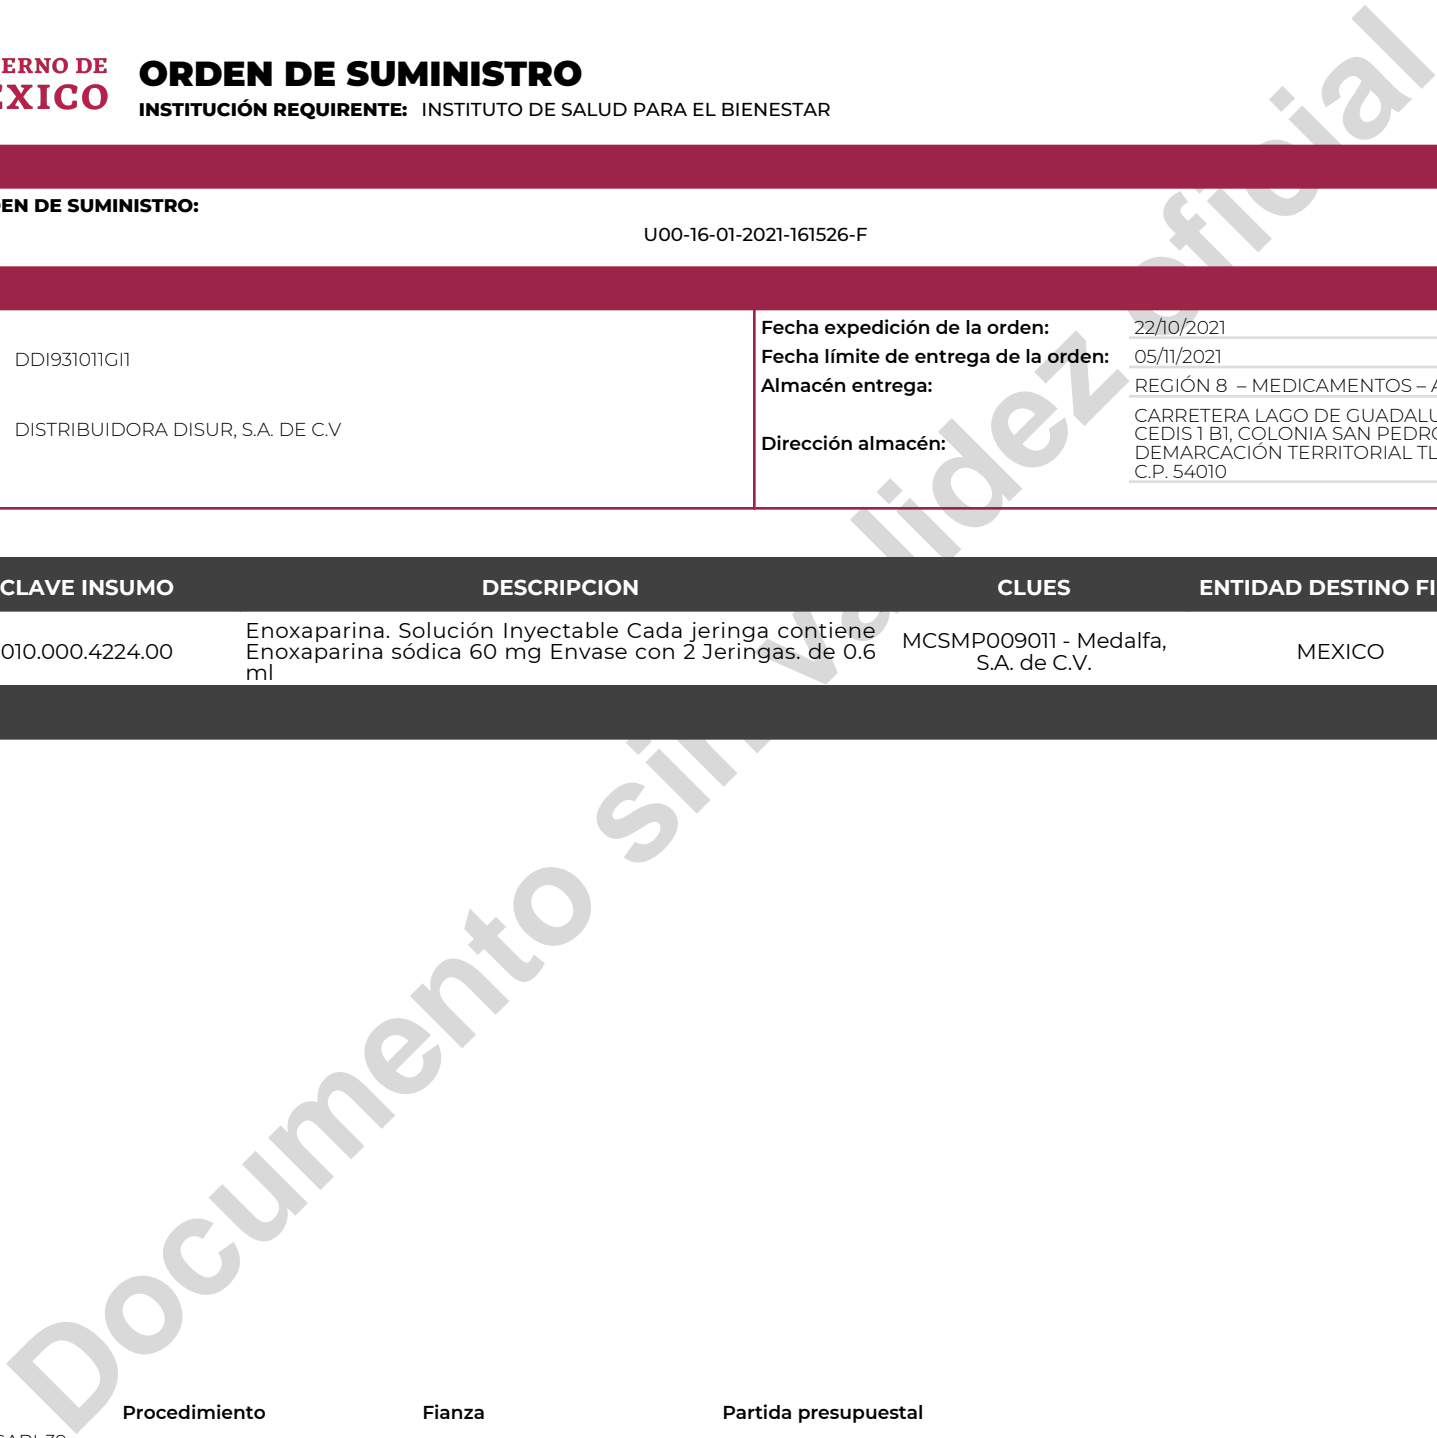 ERNO DE
EXICO
ORDEN DE SUMINISTRO
INSTITUCIÓN REQUIRENTE: INSTITUTO DE SALUD PARA EL BIENESTAR
EN DE SUMINISTRO:
U00-16-01-2021-161526-F
DDI931011GI1
DISTRIBUIDORA DISUR, S.A. DE C.V
Fecha expedición de la orden: 22/10/2021
Fecha límite de entrega de la orden: 05/11/2021
Almacén entrega: REGIÓN 8 – MEDICAMENTOS – A
Dirección almacén:
CARRETERA LAGO DE GUADALU
CEDIS 1 B1, COLONIA SAN PEDRO
DEMARCACIÓN TERRITORIAL TL
C.P. 54010
CLAVE INSUMO DESCRIPCION CLUES ENTIDAD DESTINO FI
010.000.4224.00
Enoxaparina. Solución Inyectable Cada jeringa contiene
Enoxaparina sódica 60 mg Envase con 2 Jeringas. de 0.6
ml
MCSMP009011 - Medalfa,
S.A. de C.V.
MEXICO
Documento sin validez oficial
Procedimiento Fianza Partida presupuestal